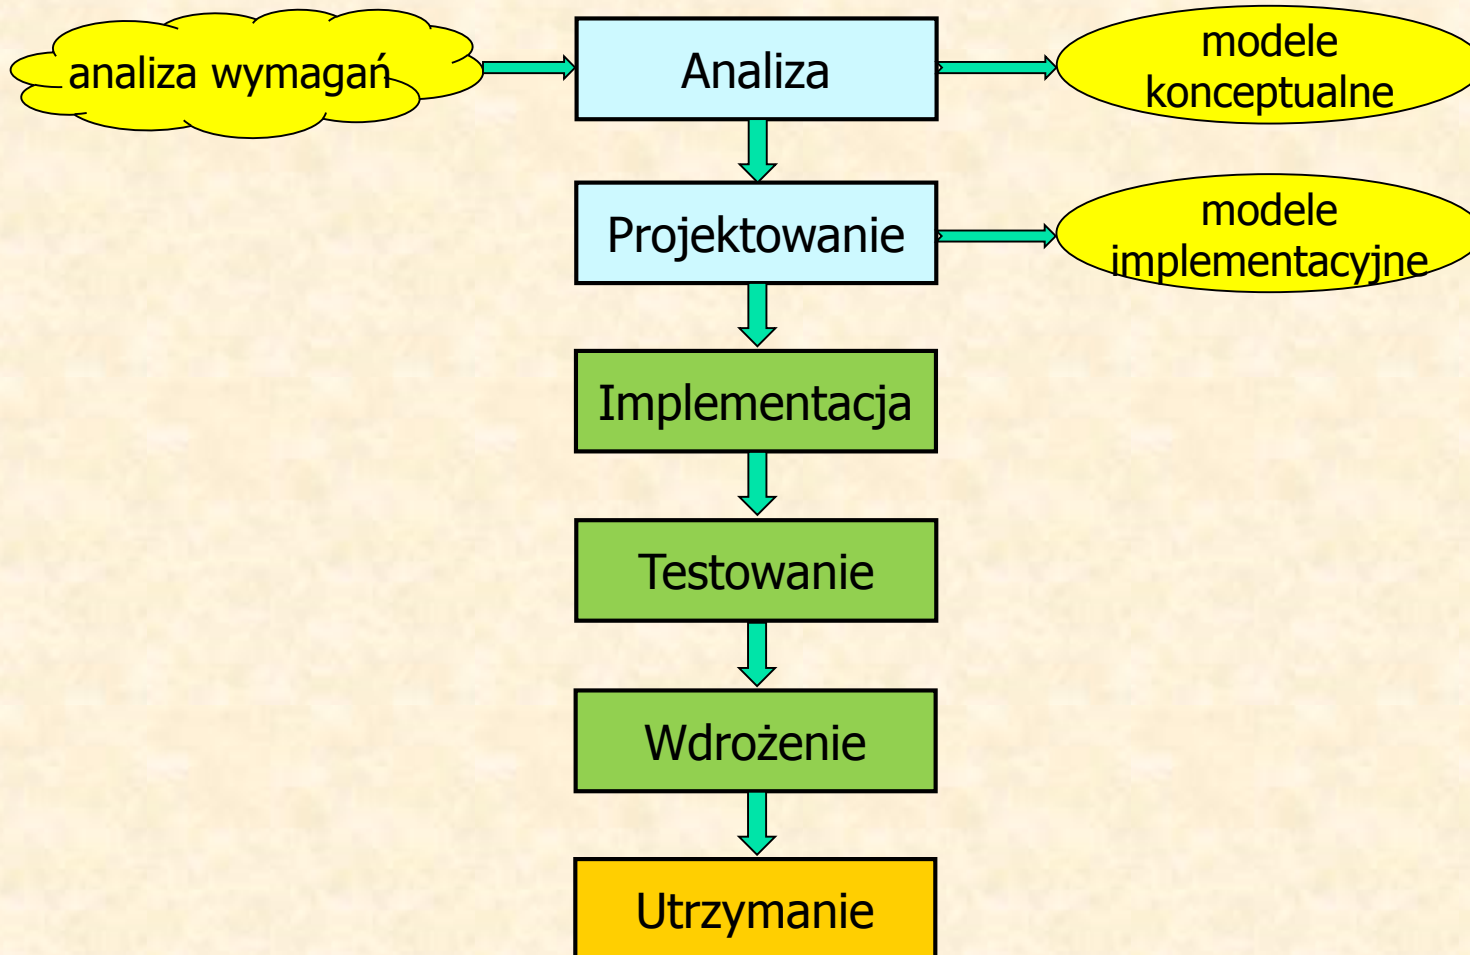 analiza wymagań
Analiza
modele
konceptualne
Projektowanie
modele
implementacyjne
Implementacja
Testowanie
Wdrożenie
Utrzymanie